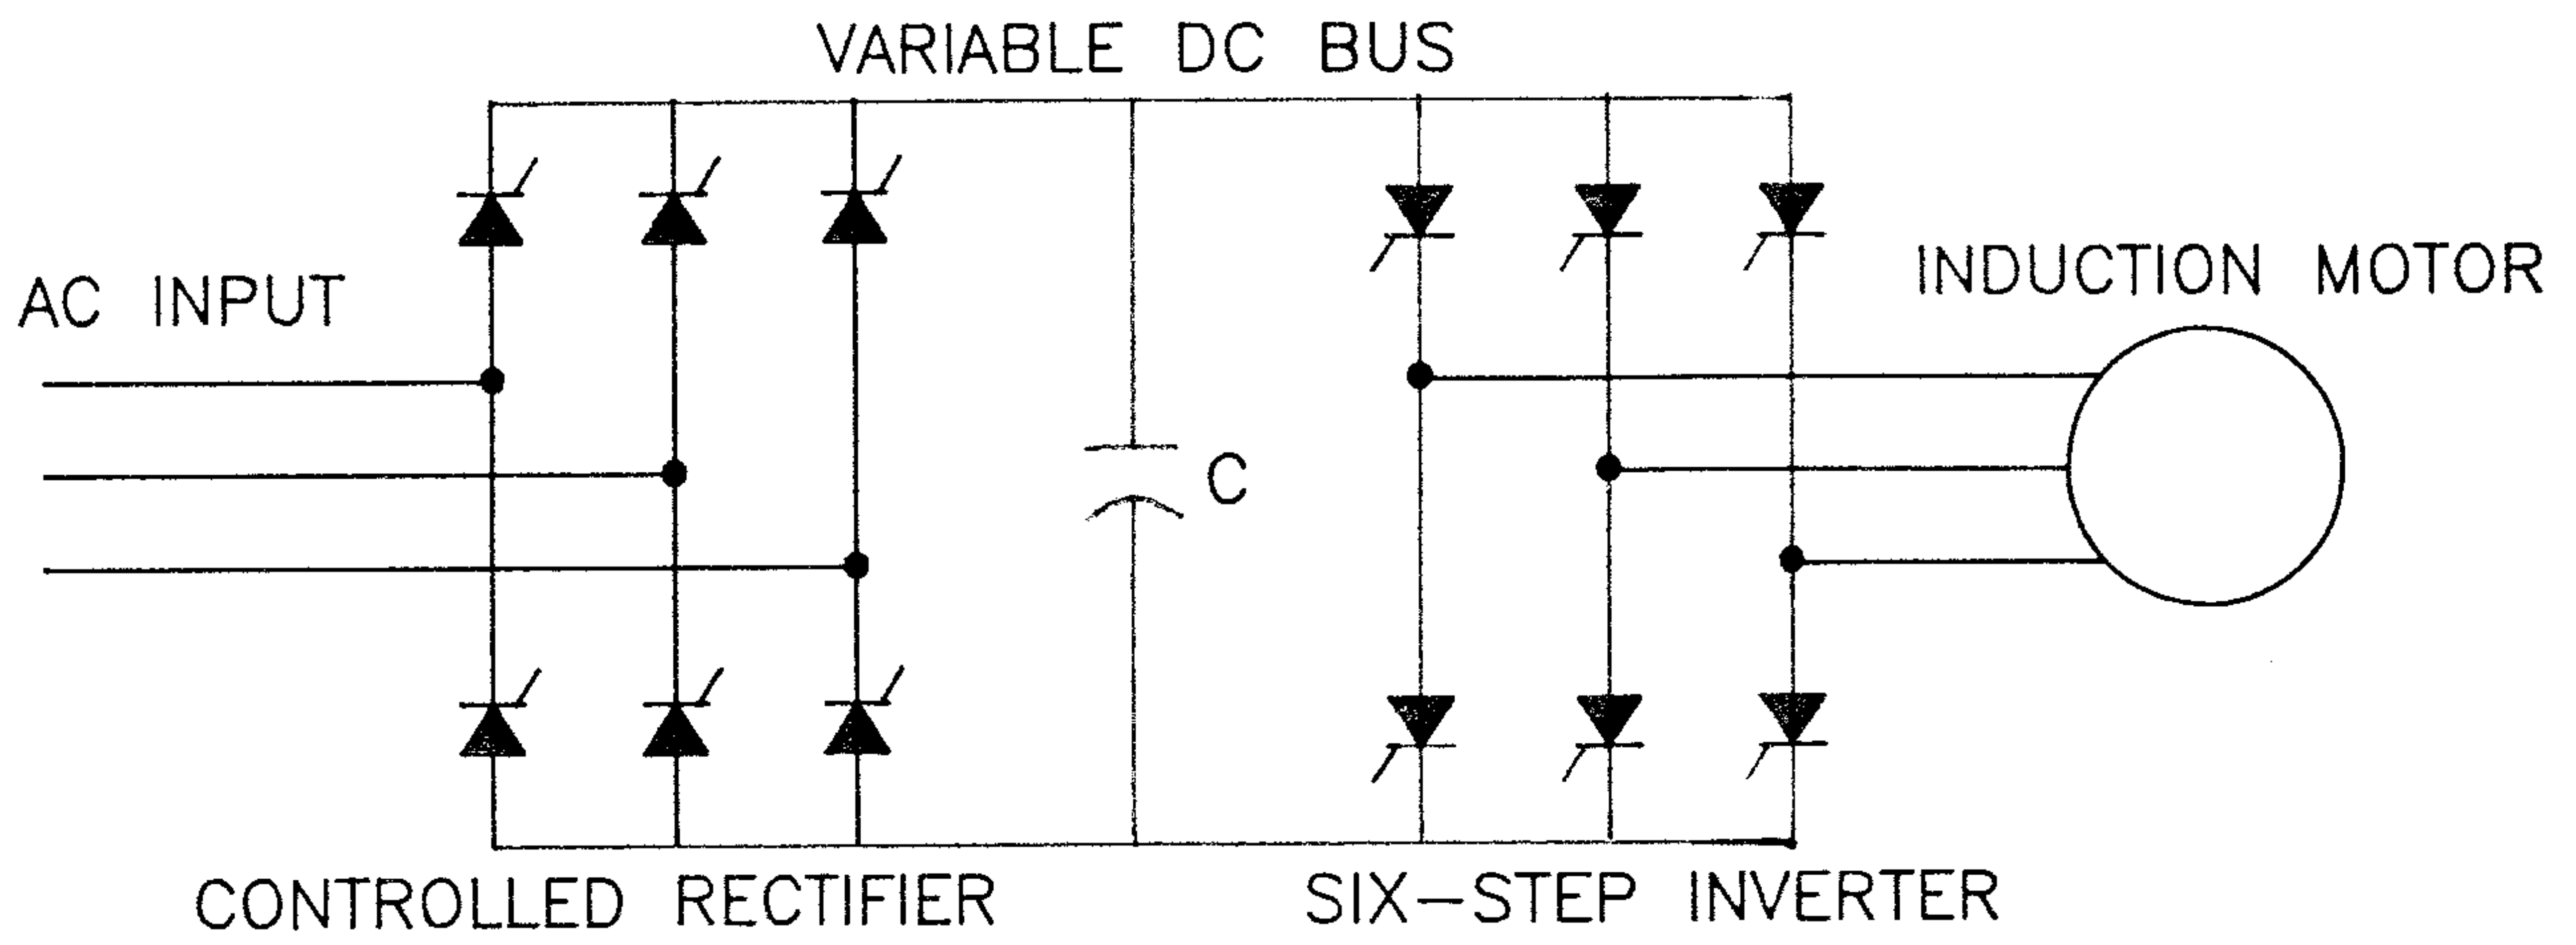 VARIABLE DC BUS
AC INPUT
INDUCTION MOTOR
C
CONTROLLED RECTIFIER
SIX-STEP INVERTER